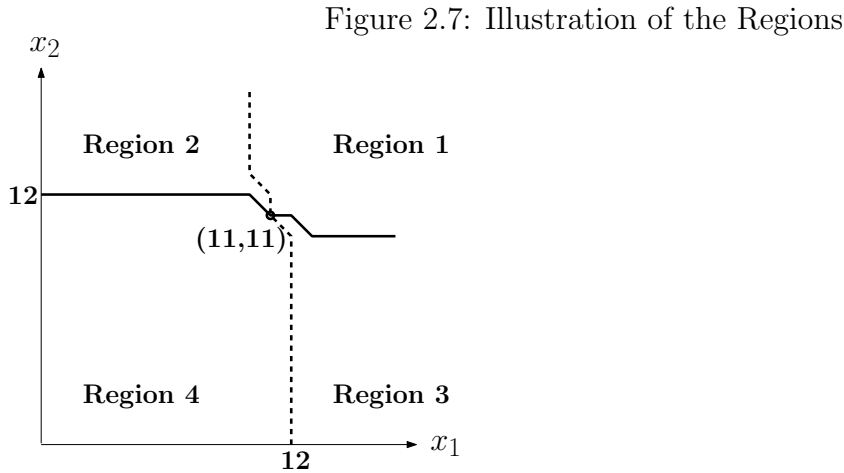 Figure 2.7: Illustration of the Regions
x₂
Region 2 Region 1
12
(11,11)
Region 4 Region 3
x₁
12